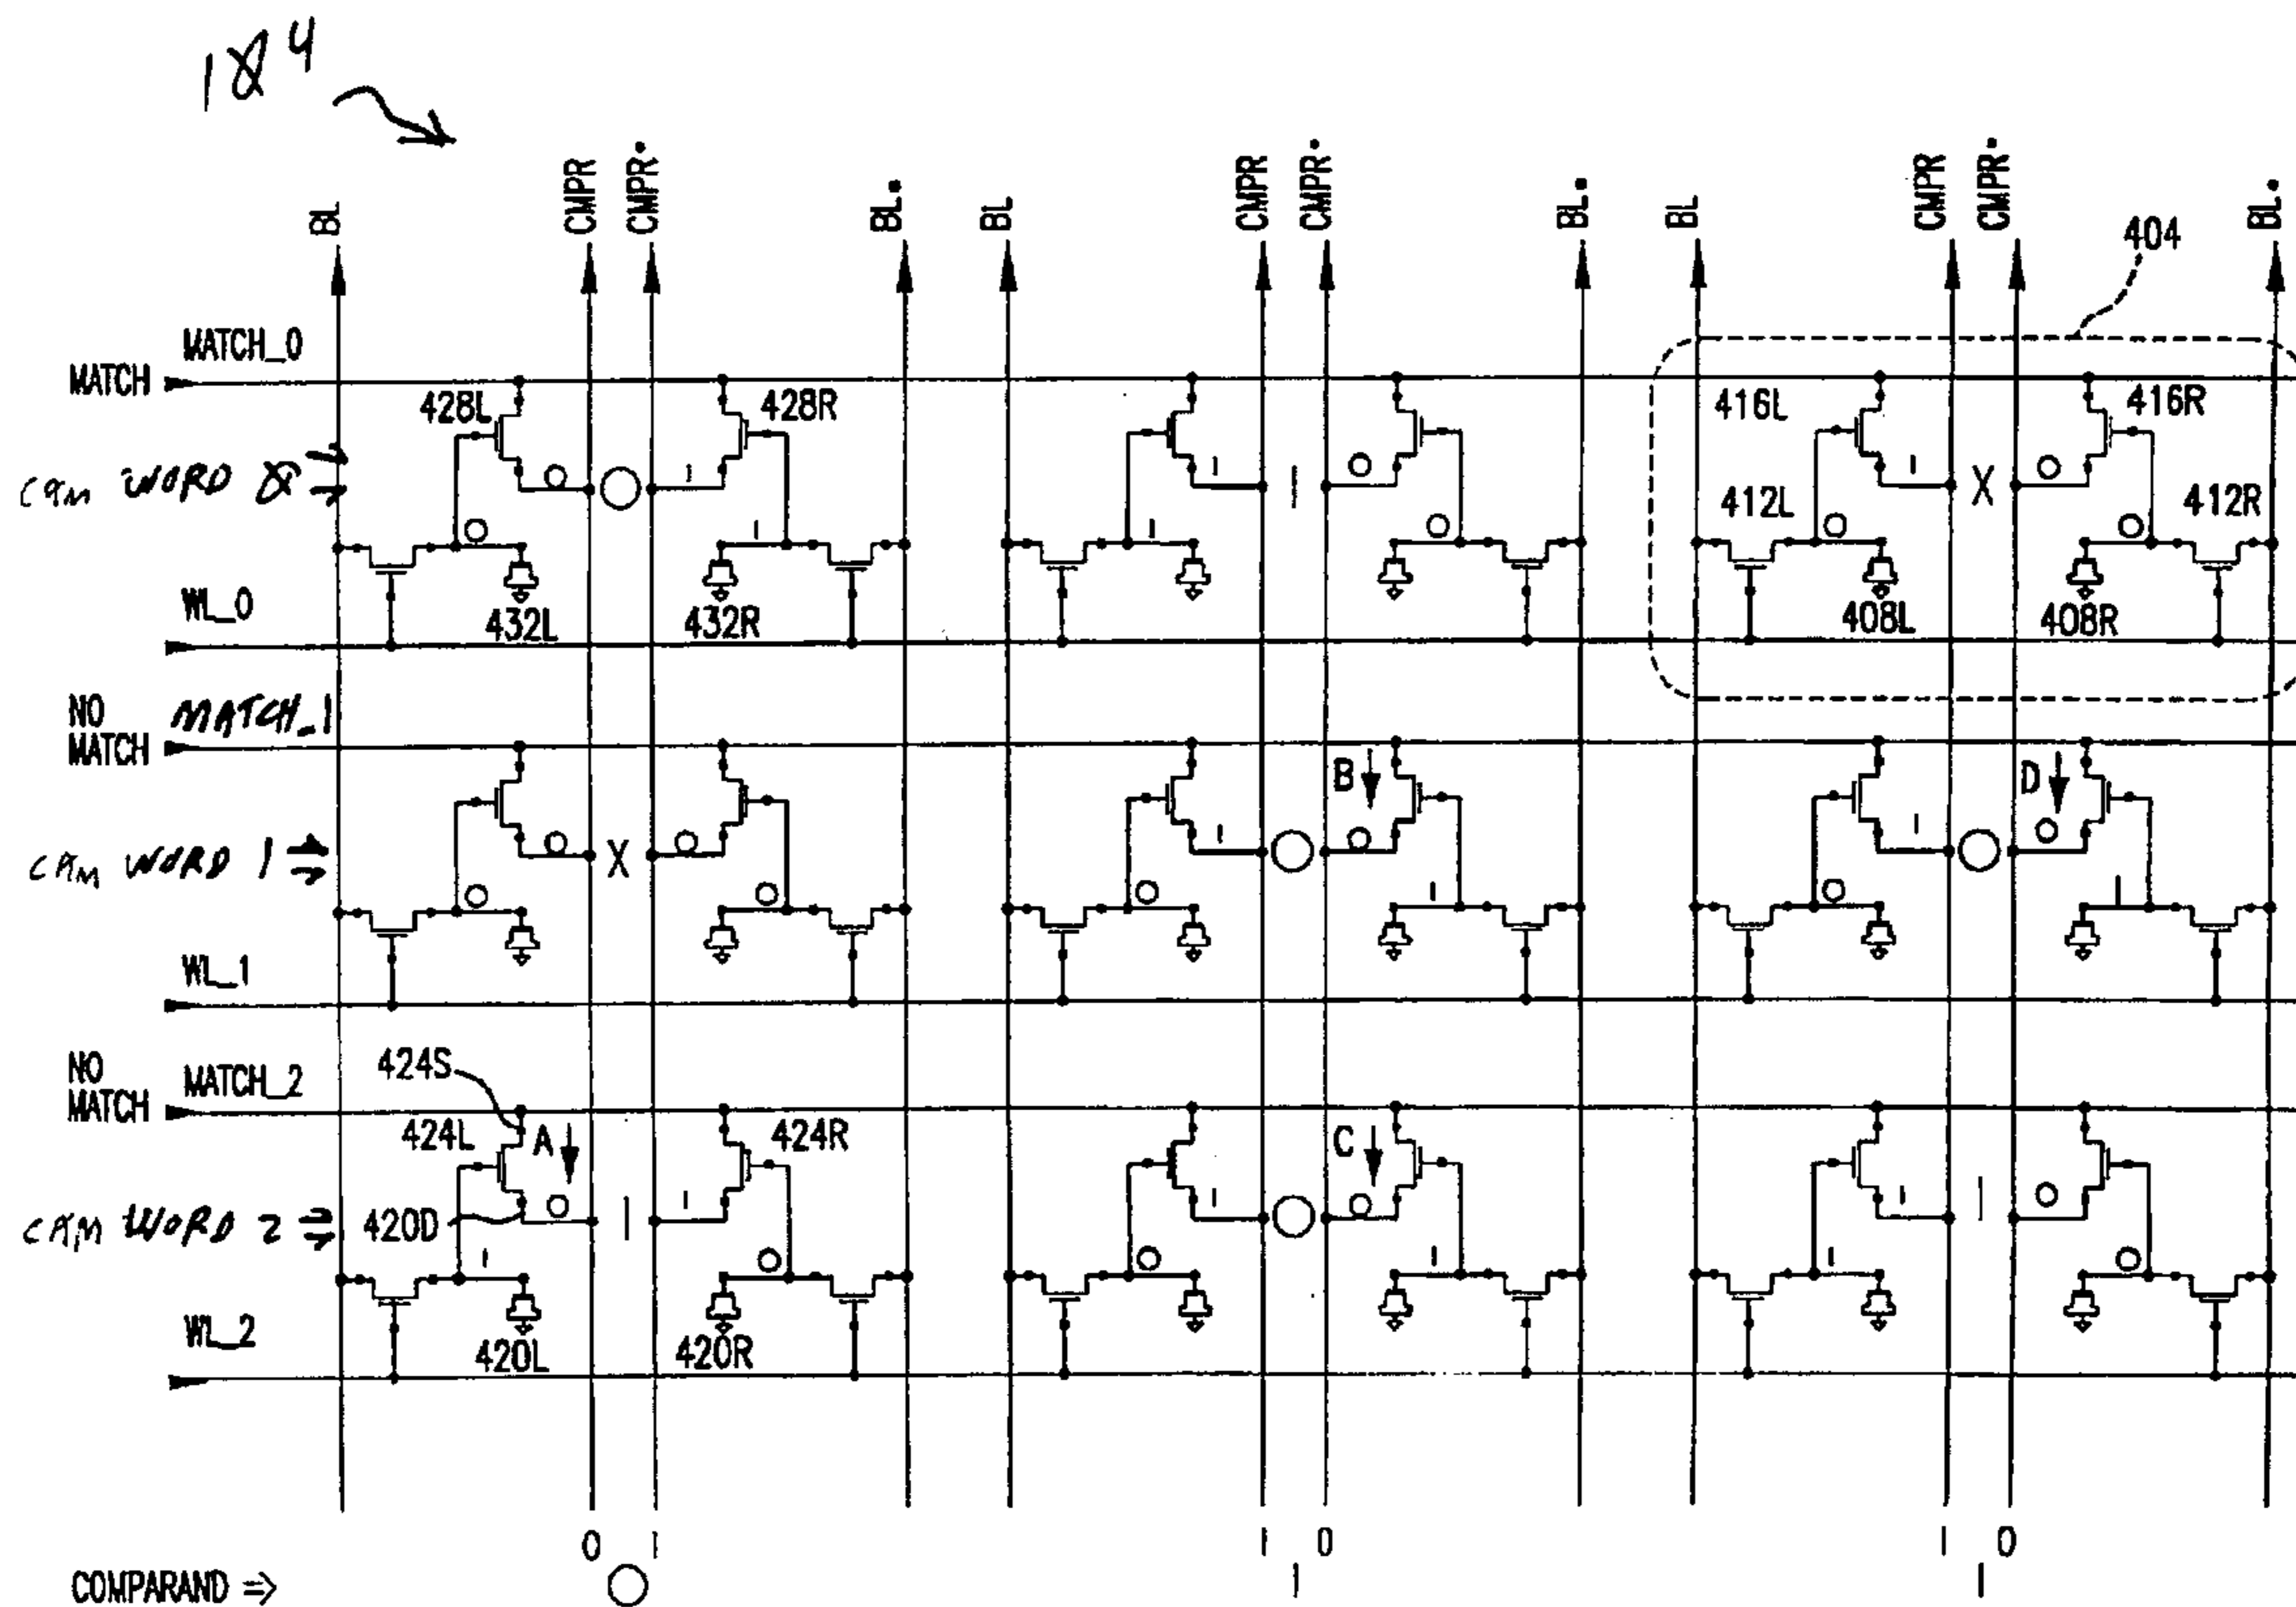 184
BL CMPR CMPR* BL* BL CMPR CMPR* BL* BL CMPR CMPR* BL*
404
MATCH MATCH_0
428L 428R 416L 416R
CAM WORD 0 ⇒ 0 O 1 1 1 0 1 X 0
412L 412R
0 1 1 0 0 0
WL_0
432L 432R 408L 408R
NO MATCH MATCH_1
B D
CAM WORD 1 ⇒ 0 X 0 1 O 0 1 O 0
0 0 0 1 0 1
WL_1
NO MATCH MATCH_2
424S
424L A 424R C
CAM WORD 2 ⇒ 420D 0 1 1 1 O 0 1 1 0
1 0 0 1 1 0
WL_2
420L 420R
0 1 1 0 1 0
COMPARAND => O 1 1